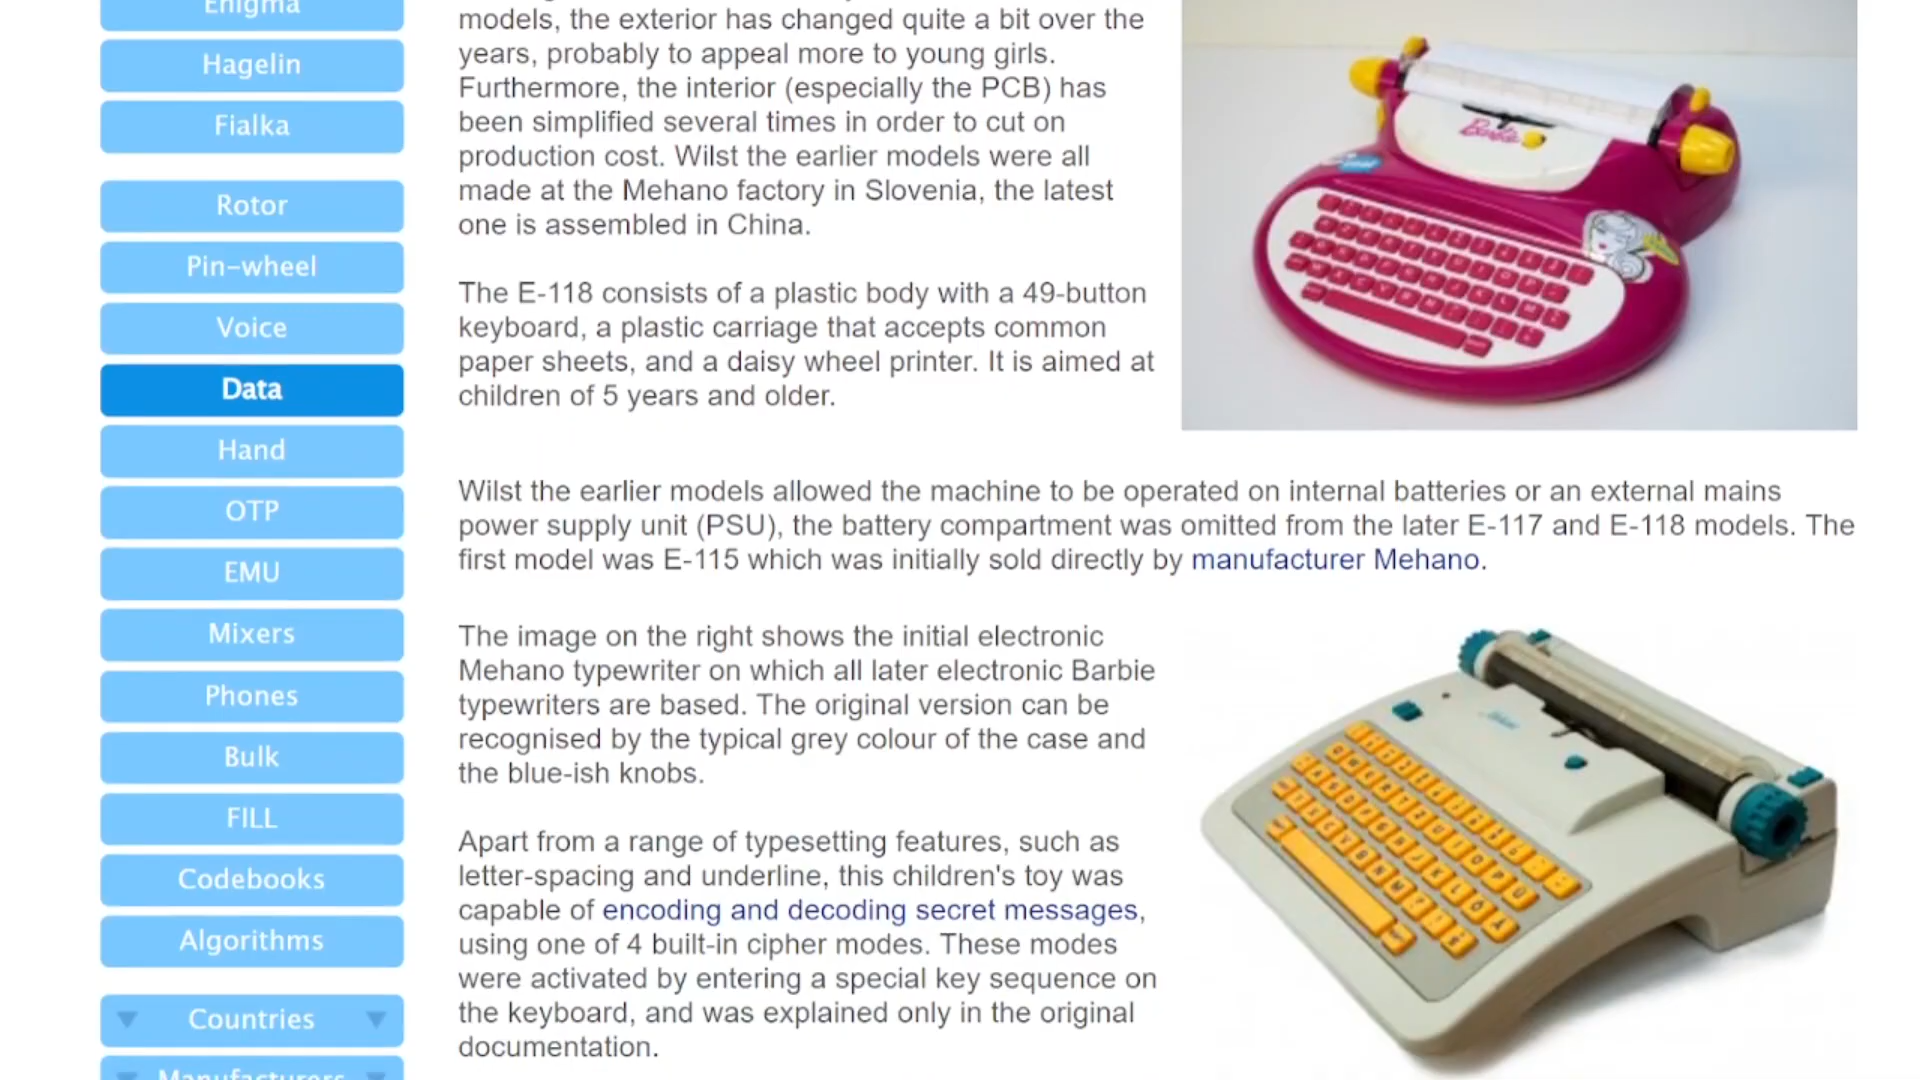 Enigma
Hagelin
Fialka
Rotor
Pin-wheel
Voice
Data
Hand
OTP
EMU
Mixers
Phones
Bulk
FILL
Codebooks
Algorithms
Countries
Manufacturers
models, the exterior has changed quite a bit over the
years, probably to appeal more to young girls.
Furthermore, the interior (especially the PCB) has
been simplified several times in order to cut on
production cost. Wilst the earlier models were all
made at the Mehano factory in Slovenia, the latest
one is assembled in China.
The E-118 consists of a plastic body with a 49-button
keyboard, a plastic carriage that accepts common
paper sheets, and a daisy wheel printer. It is aimed at
children of 5 years and older.
Barbie
Wilst the earlier models allowed the machine to be operated on internal batteries or an external mains
power supply unit (PSU), the battery compartment was omitted from the later E-117 and E-118 models. The
first model was E-115 which was initially sold directly by manufacturer Mehano.
The image on the right shows the initial electronic
Mehano typewriter on which all later electronic Barbie
typewriters are based. The original version can be
recognised by the typical grey colour of the case and
the blue-ish knobs.
Apart from a range of typesetting features, such as
letter-spacing and underline, this children's toy was
capable of encoding and decoding secret messages,
using one of 4 built-in cipher modes. These modes
were activated by entering a special key sequence on
the keyboard, and was explained only in the original
documentation.